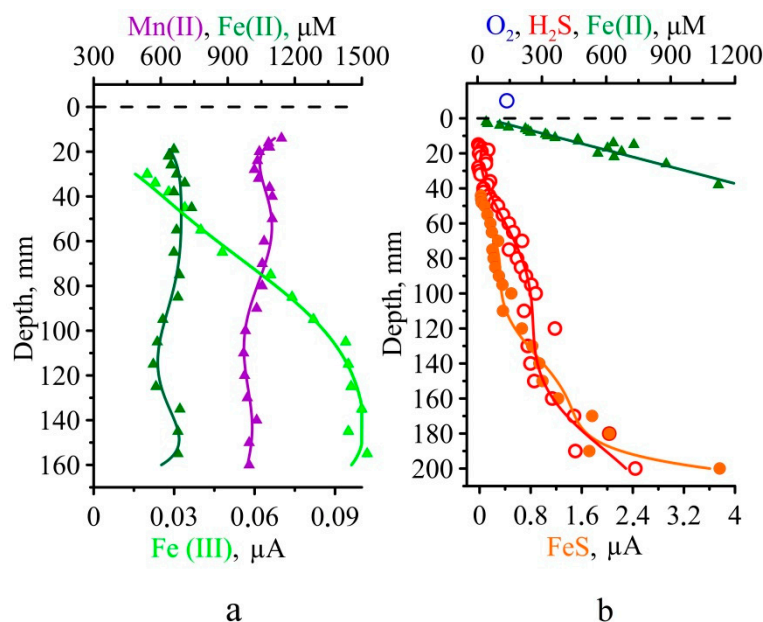 Mn(II), Fe(II), μM
300 600 900 1200 1500
Depth, mm
0
20
40
60
80
100
120
140
160
0 0.03 0.06 0.09
Fe (III), μA
a
O2, H2S, Fe(II), μM
0 300 600 900 1200
Depth, mm
0
20
40
60
80
100
120
140
160
180
200
0 0.8 1.6 2.4 3.2 4
FeS, μA
b